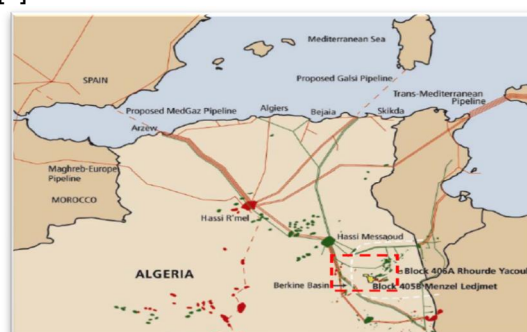 Mediterranean Sea
SPAIN
Proposed Galsi Pipeline
Trans-Mediterranean
Pipeline
Proposed MedGaz Pipeline
Algiers
Bejaia
Skikda
Arzew
Maghreb-Europe
Pipeline
MOROCCO
Hassi R'mel
Hassi Messaoud
ALGERIA
Block 406A Rhourde Yacoul
Berkine Basin
Block 405B Menzel Ledjmet